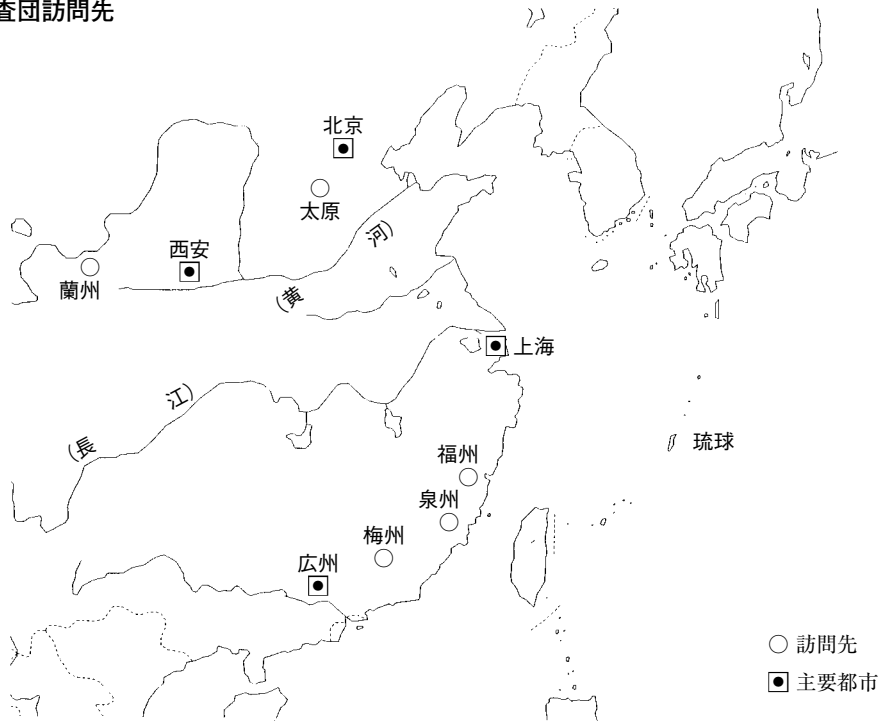 査団訪問先
北京
太原
河)
西安
蘭州
(黄
上海
江)
(長
琉球
福州
泉州
梅州
広州
訪問先
主要都市